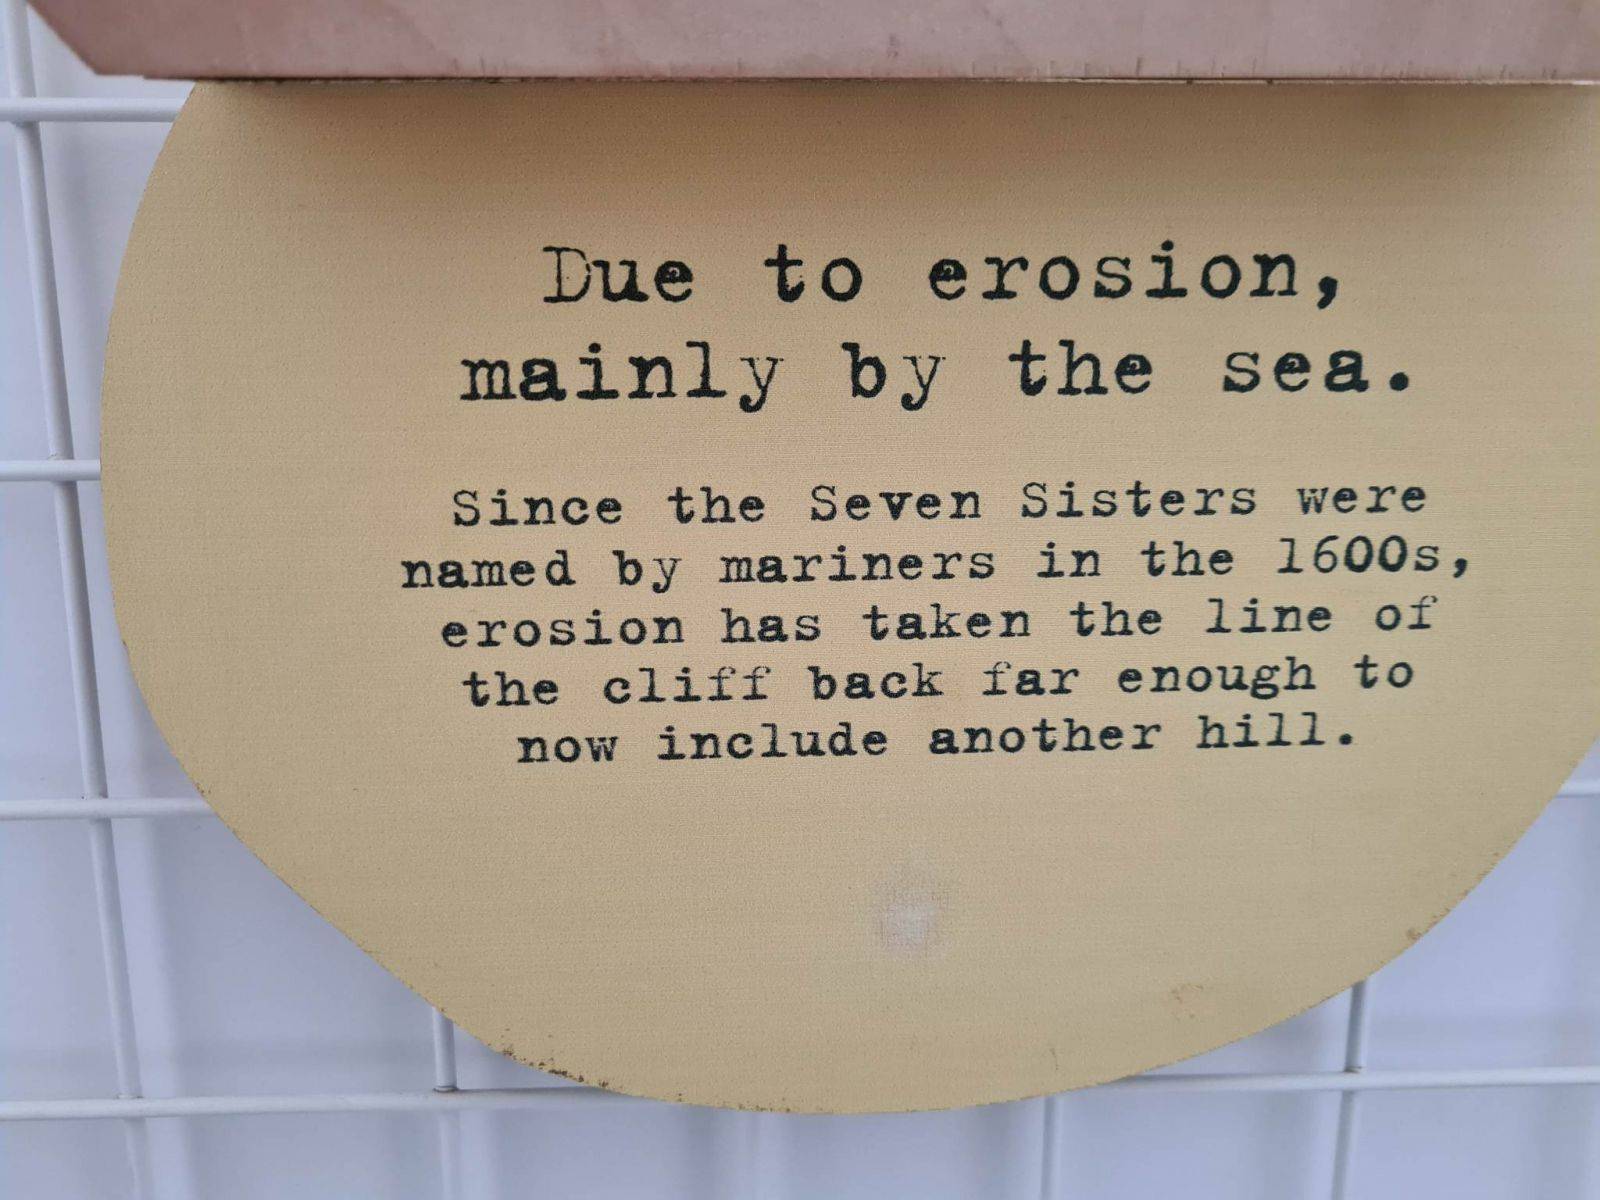 Due to erosion,
mainly by the sea.
Since the Seven Sisters were
named by mariners in the 1600s,
erosion has taken the line of
the cliff back far enough to
now include another hill.